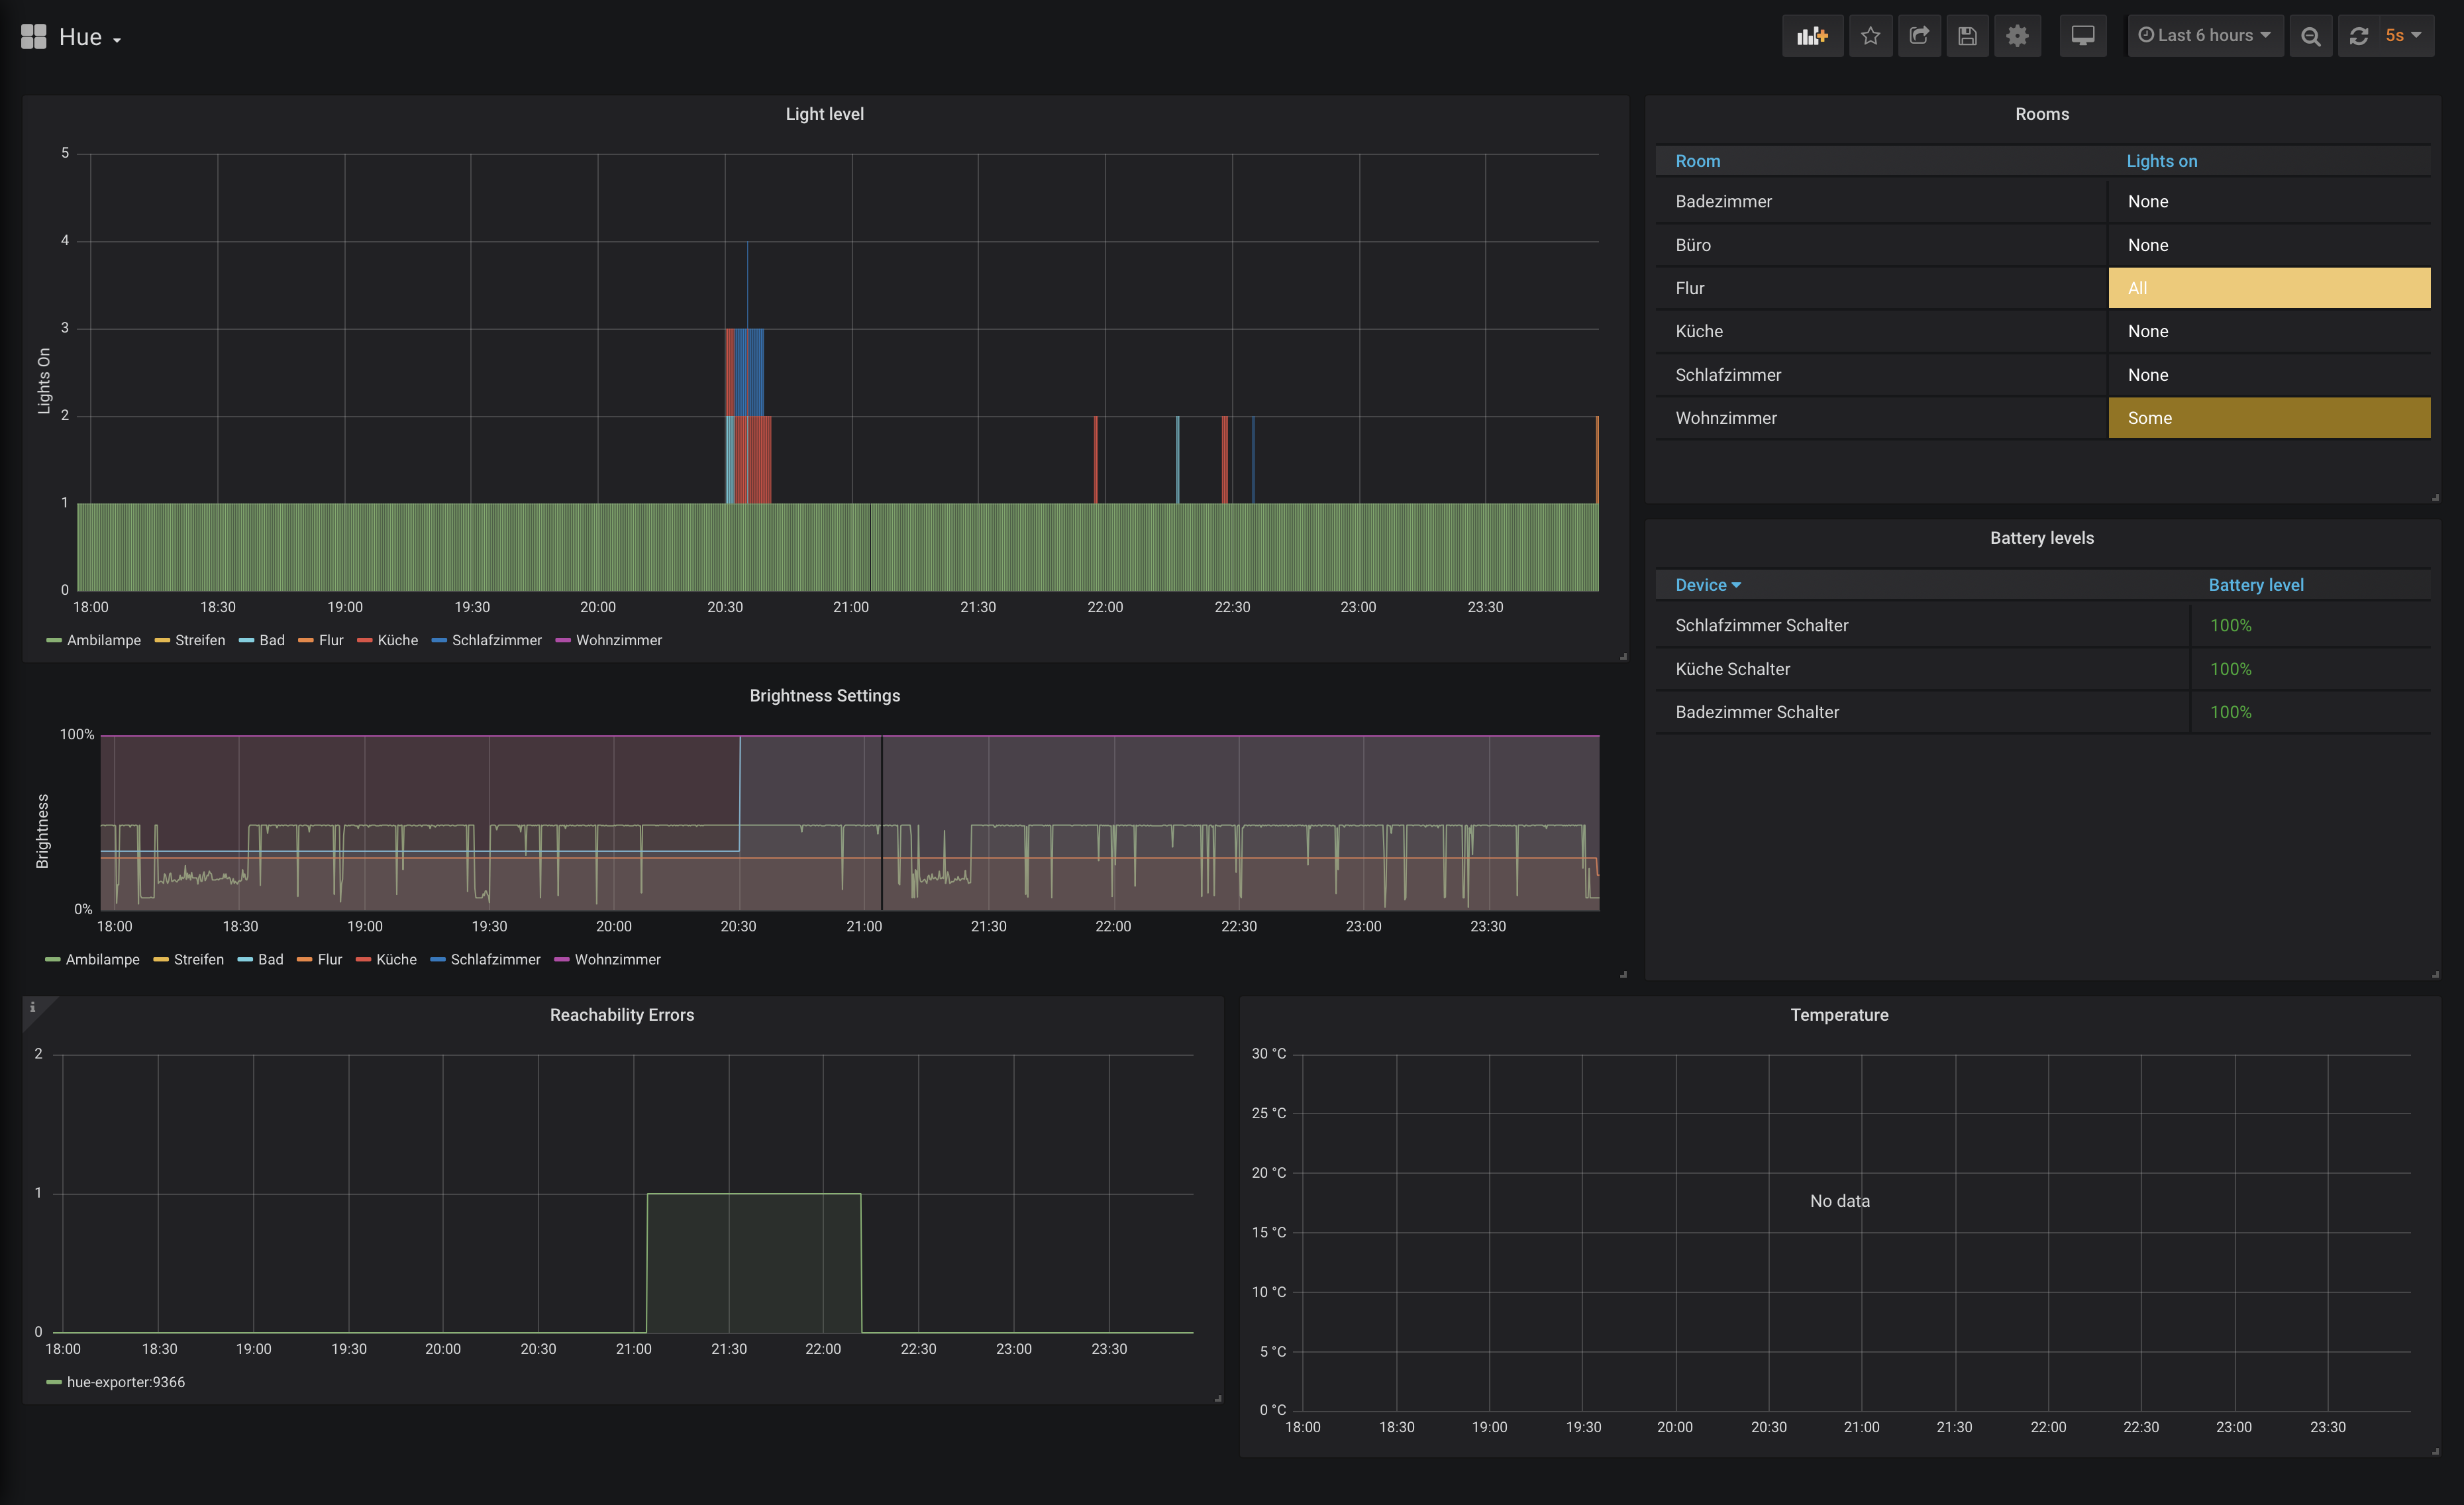 Hue
Last 6 hours
5s
Light level
Lights On
5
4
3
2
1
0
18:00 18:30 19:00 19:30 20:00 20:30 21:00 21:30 22:00 22:30 23:00 23:30
Ambilampe Streifen Bad Flur Küche Schlafzimmer Wohnzimmer
Rooms
Room Lights on
Badezimmer None
Büro None
Flur All
Küche None
Schlafzimmer None
Wohnzimmer Some
Battery levels
Device Battery level
Schlafzimmer Schalter 100%
Küche Schalter 100%
Badezimmer Schalter 100%
Brightness Settings
Brightness
100%
0%
18:00 18:30 19:00 19:30 20:00 20:30 21:00 21:30 22:00 22:30 23:00 23:30
Ambilampe Streifen Bad Flur Küche Schlafzimmer Wohnzimmer
i
Reachability Errors
2
1
0
18:00 18:30 19:00 19:30 20:00 20:30 21:00 21:30 22:00 22:30 23:00 23:30
hue-exporter:9366
Temperature
30 °C
25 °C
20 °C
No data
15 °C
10 °C
5 °C
0 °C
18:00 18:30 19:00 19:30 20:00 20:30 21:00 21:30 22:00 22:30 23:00 23:30